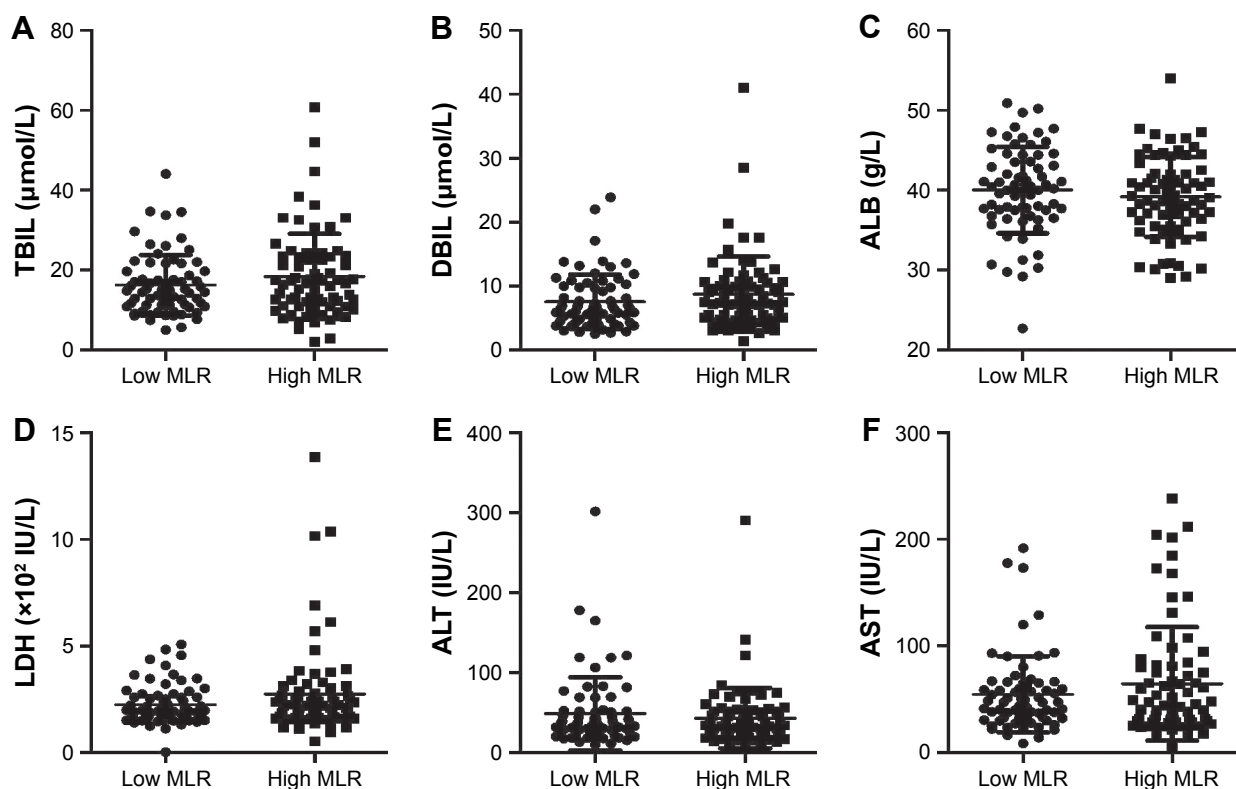 A
TBIL (µmol/L)
80
60
40
20
0
Low MLR High MLR
B
DBIL (µmol/L)
50
40
30
20
10
0
Low MLR High MLR
C
ALB (g/L)
60
50
40
30
20
Low MLR High MLR
D
LDH (×10² IU/L)
15
10
5
0
Low MLR High MLR
E
ALT (IU/L)
400
300
200
100
0
Low MLR High MLR
F
AST (IU/L)
300
200
100
0
Low MLR High MLR